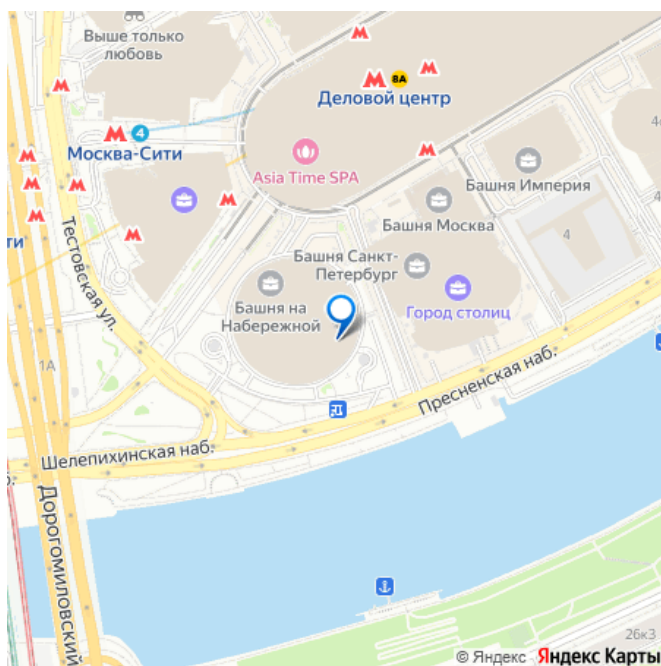 Выше только
любовь
8А
Деловой центр
4
Москва-Сити
Asia Time SPA
Башня Империя
Башня Москва
4
ти
Тестовская ул.
Башня Санкт-
Петербург
Башня на
Набережной
Город столиц
1А
Пресненская наб.
Шелепихинская наб.
Дорогомиловский
26к3
© Яндекс Яндекс Карты